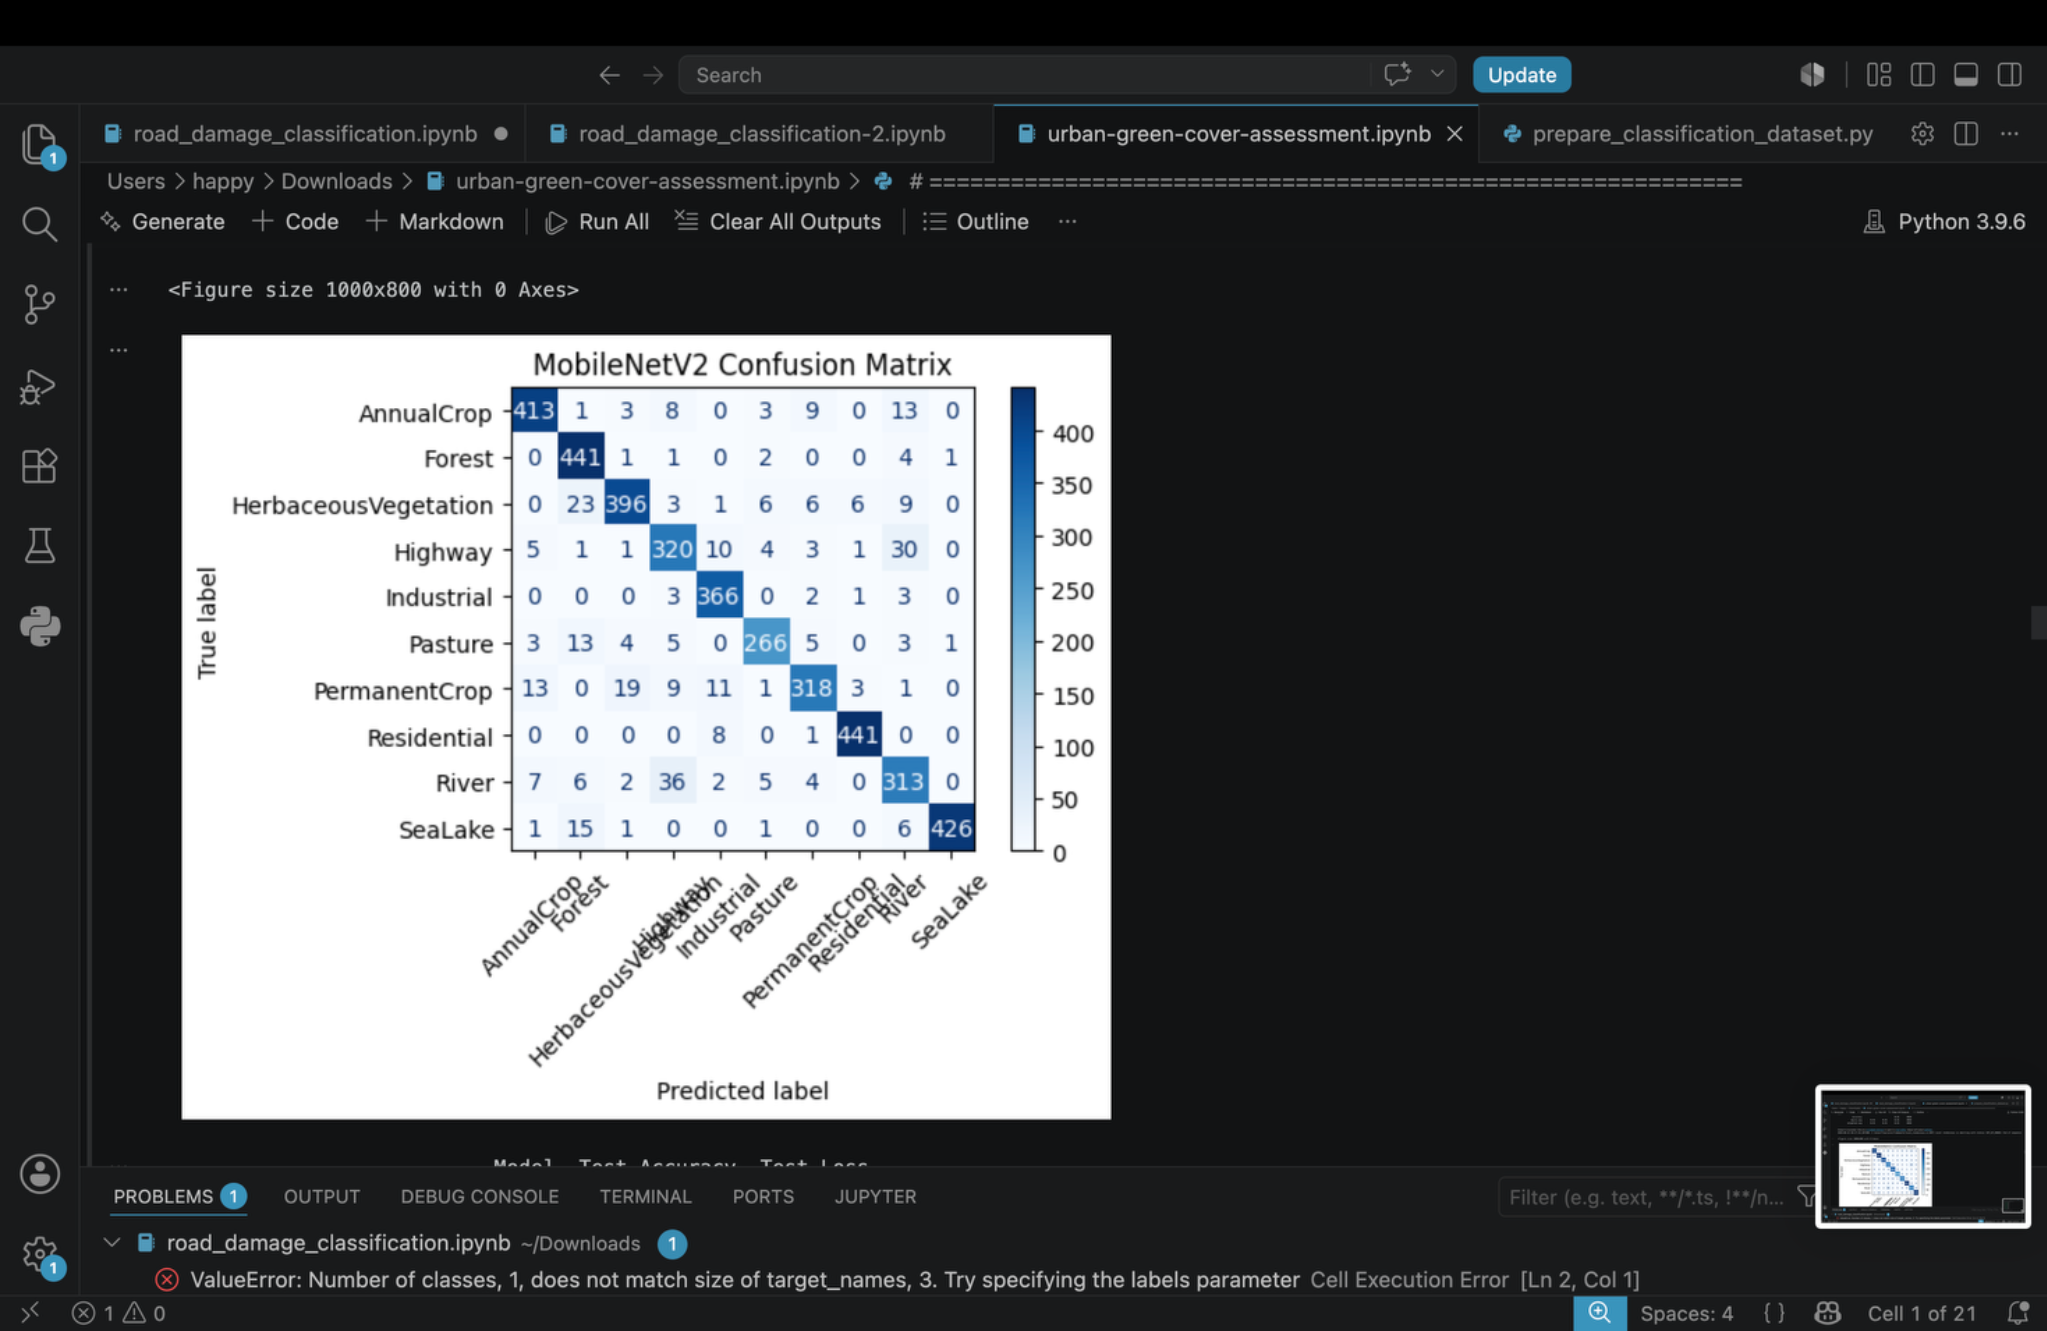 Search
Update
road_damage_classification.ipynb
road_damage_classification-2.ipynb
urban-green-cover-assessment.ipynb
prepare_classification_dataset.py
Users > happy > Downloads > urban-green-cover-assessment.ipynb > # ============================================================
Generate + Code + Markdown Run All Clear All Outputs Outline ...
Python 3.9.6
<Figure size 1000x800 with 0 Axes>
MobileNetV2 Confusion Matrix
True label
AnnualCrop 413 1 3 8 0 3 9 0 13 0
Forest 0 441 1 1 0 2 0 0 4 1
HerbaceousVegetation 0 23 396 3 1 6 6 6 9 0
Highway 5 1 1 320 10 4 3 1 30 0
Industrial 0 0 0 3 366 0 2 1 3 0
Pasture 3 13 4 5 0 266 5 0 3 1
PermanentCrop 13 0 19 9 11 1 318 3 1 0
Residential 0 0 0 0 8 0 1 441 0 0
River 7 6 2 36 2 5 4 0 313 0
SeaLake 1 15 1 0 0 1 0 0 6 426
400
350
300
250
200
150
100
50
0
AnnualCrop
Forest
HerbaceousVegetation
Highway
Industrial
Pasture
PermanentCrop
Residential
River
SeaLake
Predicted label
Model Test Accuracy Test Loss
PROBLEMS 1 OUTPUT DEBUG CONSOLE TERMINAL PORTS JUPYTER
Filter (e.g. text, **/*.ts, !**/n...
road_damage_classification.ipynb ~/Downloads 1
ValueError: Number of classes, 1, does not match size of target_names, 3. Try specifying the labels parameter Cell Execution Error [Ln 2, Col 1]
1 0
Spaces: 4 { } Cell 1 of 21
1
1